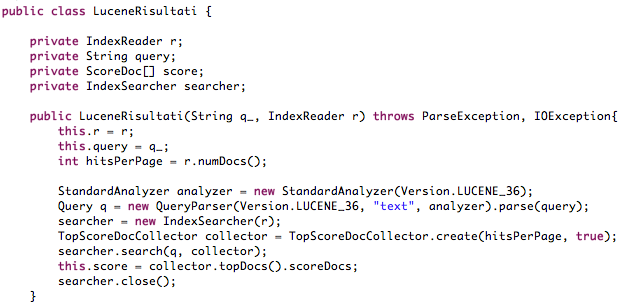 public class LuceneRisultati {
private IndexReader r;
private String query;
private ScoreDoc[] score;
private IndexSearcher searcher;
public LuceneRisultati(String q_, IndexReader r) throws ParseException, IOException{
this.r = r;
this.query = q_;
int hitsPerPage = r.numDocs();
StandardAnalyzer analyzer = new StandardAnalyzer(Version.LUCENE_36);
Query q = new QueryParser(Version.LUCENE_36, "text", analyzer).parse(query);
searcher = new IndexSearcher(r);
TopScoreDocCollector collector = TopScoreDocCollector.create(hitsPerPage, true);
searcher.search(q, collector);
this.score = collector.topDocs().scoreDocs;
searcher.close();
}